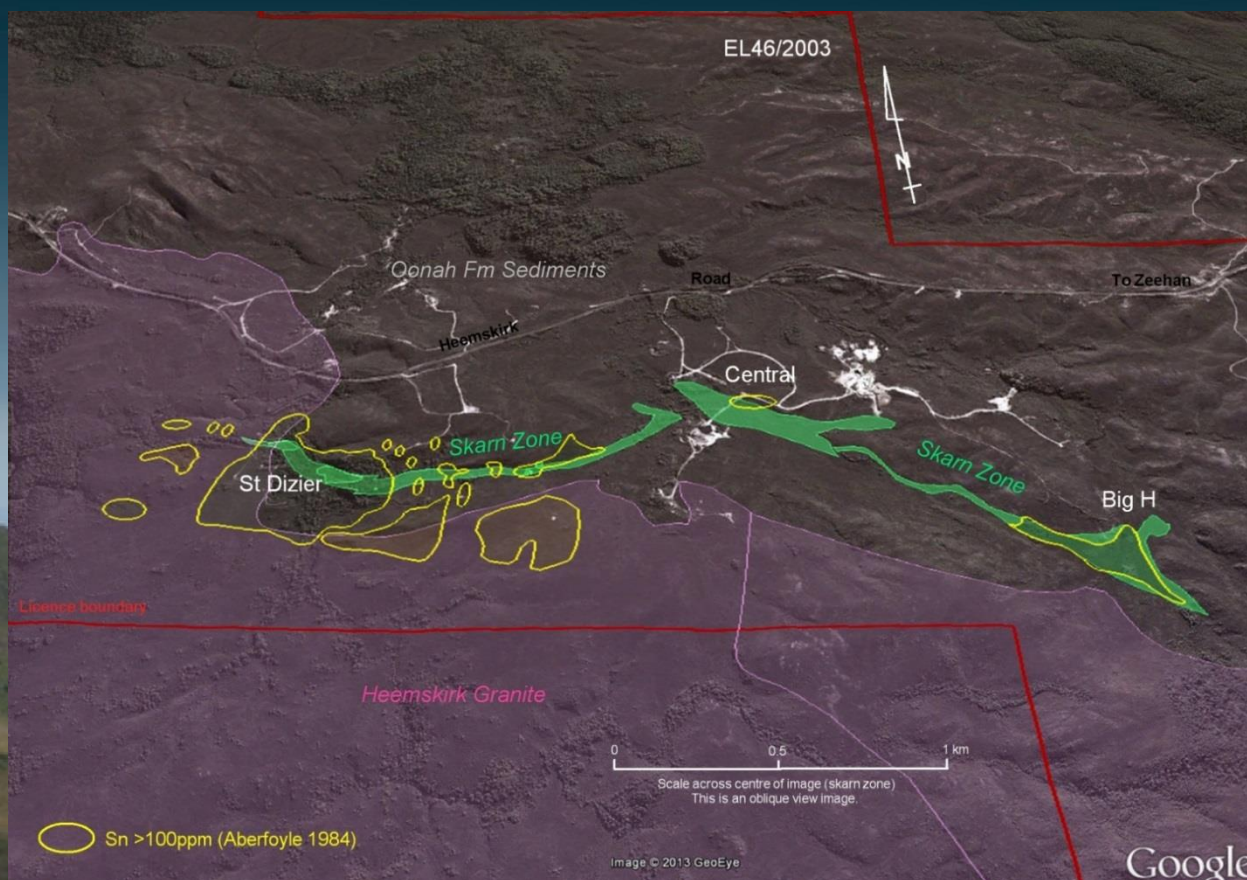 EL46/2003
N
Oonah Fm Sediments
Road
To Zeehan
Heemskirk
Central
Skarn Zone
Skarn Zone
St Dizier
Big H
Licence boundary
Heemskirk Granite
0 0.5 1 km
Scale across centre of image (skarn zone)
This is an oblique view image.
Sn >100ppm (Aberfoyle 1984)
Image © 2013 GeoEye
Google